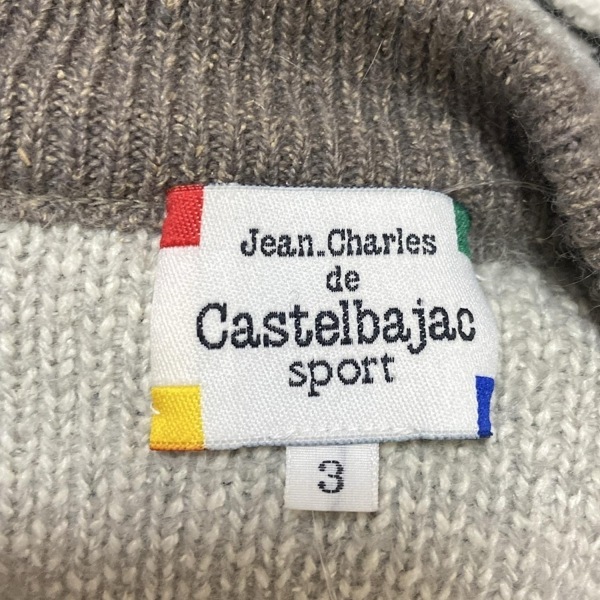 Jean-Charles
de
Castelbajac
sport
3